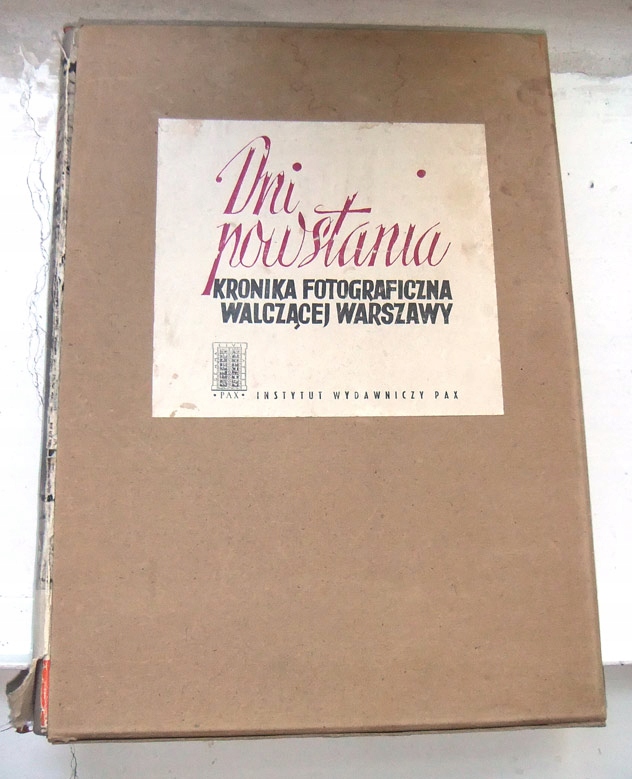 Dni
powstania
KRONIKA FOTOGRAFICZNA
WALCZĄCEJ WARSZAWY
• PAX • INSTYTUT WYDAWNICZY PAX